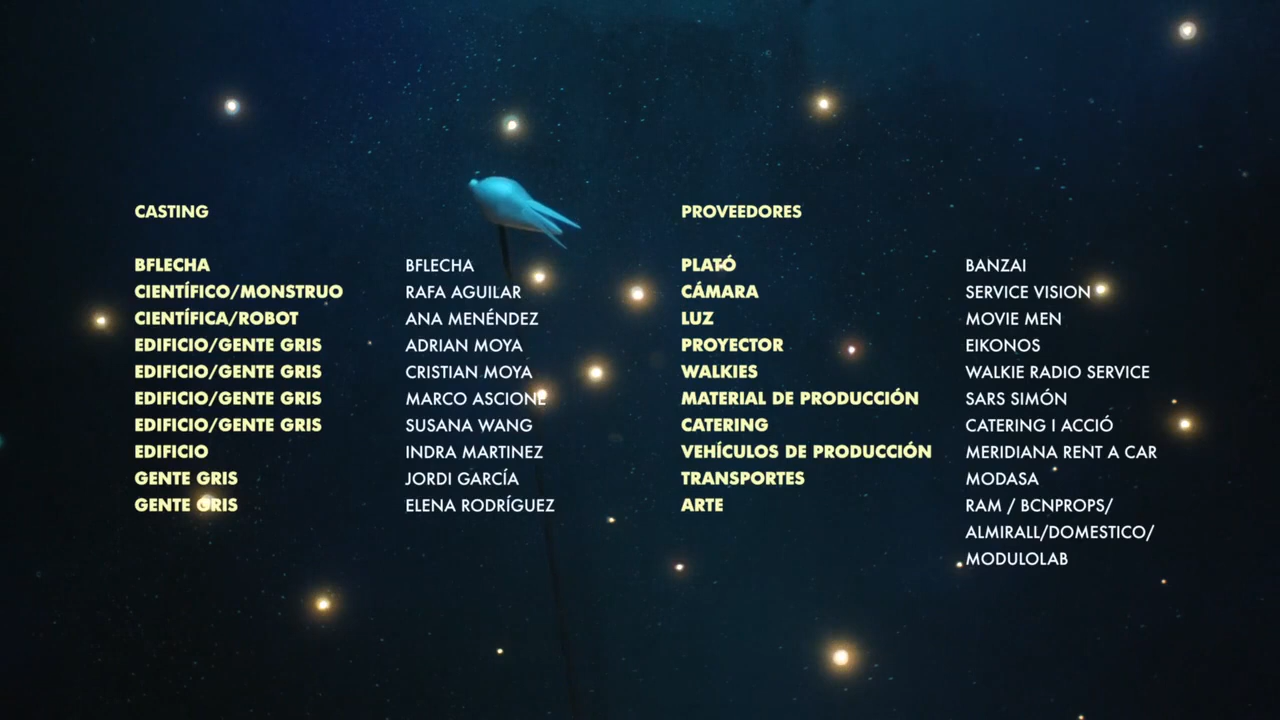 CASTING
BFLECHA BFLECHA
CIENTÍFICO/MONSTRUO RAFA AGUILAR
CIENTÍFICA/ROBOT ANA MENÉNDEZ
EDIFICIO/GENTE GRIS ADRIAN MOYA
EDIFICIO/GENTE GRIS CRISTIAN MOYA
EDIFICIO/GENTE GRIS MARCO ASCIONE
EDIFICIO/GENTE GRIS SUSANA WANG
EDIFICIO INDRA MARTINEZ
GENTE GRIS JORDI GARCÍA
GENTE GRIS ELENA RODRÍGUEZ
PROVEEDORES
PLATÓ BANZAI
CÁMARA SERVICE VISION
LUZ MOVIE MEN
PROYECTOR EIKONOS
WALKIES WALKIE RADIO SERVICE
MATERIAL DE PRODUCCIÓN SARS SIMÓN
CATERING CATERING I ACCIÓ
VEHÍCULOS DE PRODUCCIÓN MERIDIANA RENT A CAR
TRANSPORTES MODASA
ARTE RAM / BCNPROPS/
ALMIRALL/DOMESTICO/
MODULOLAB